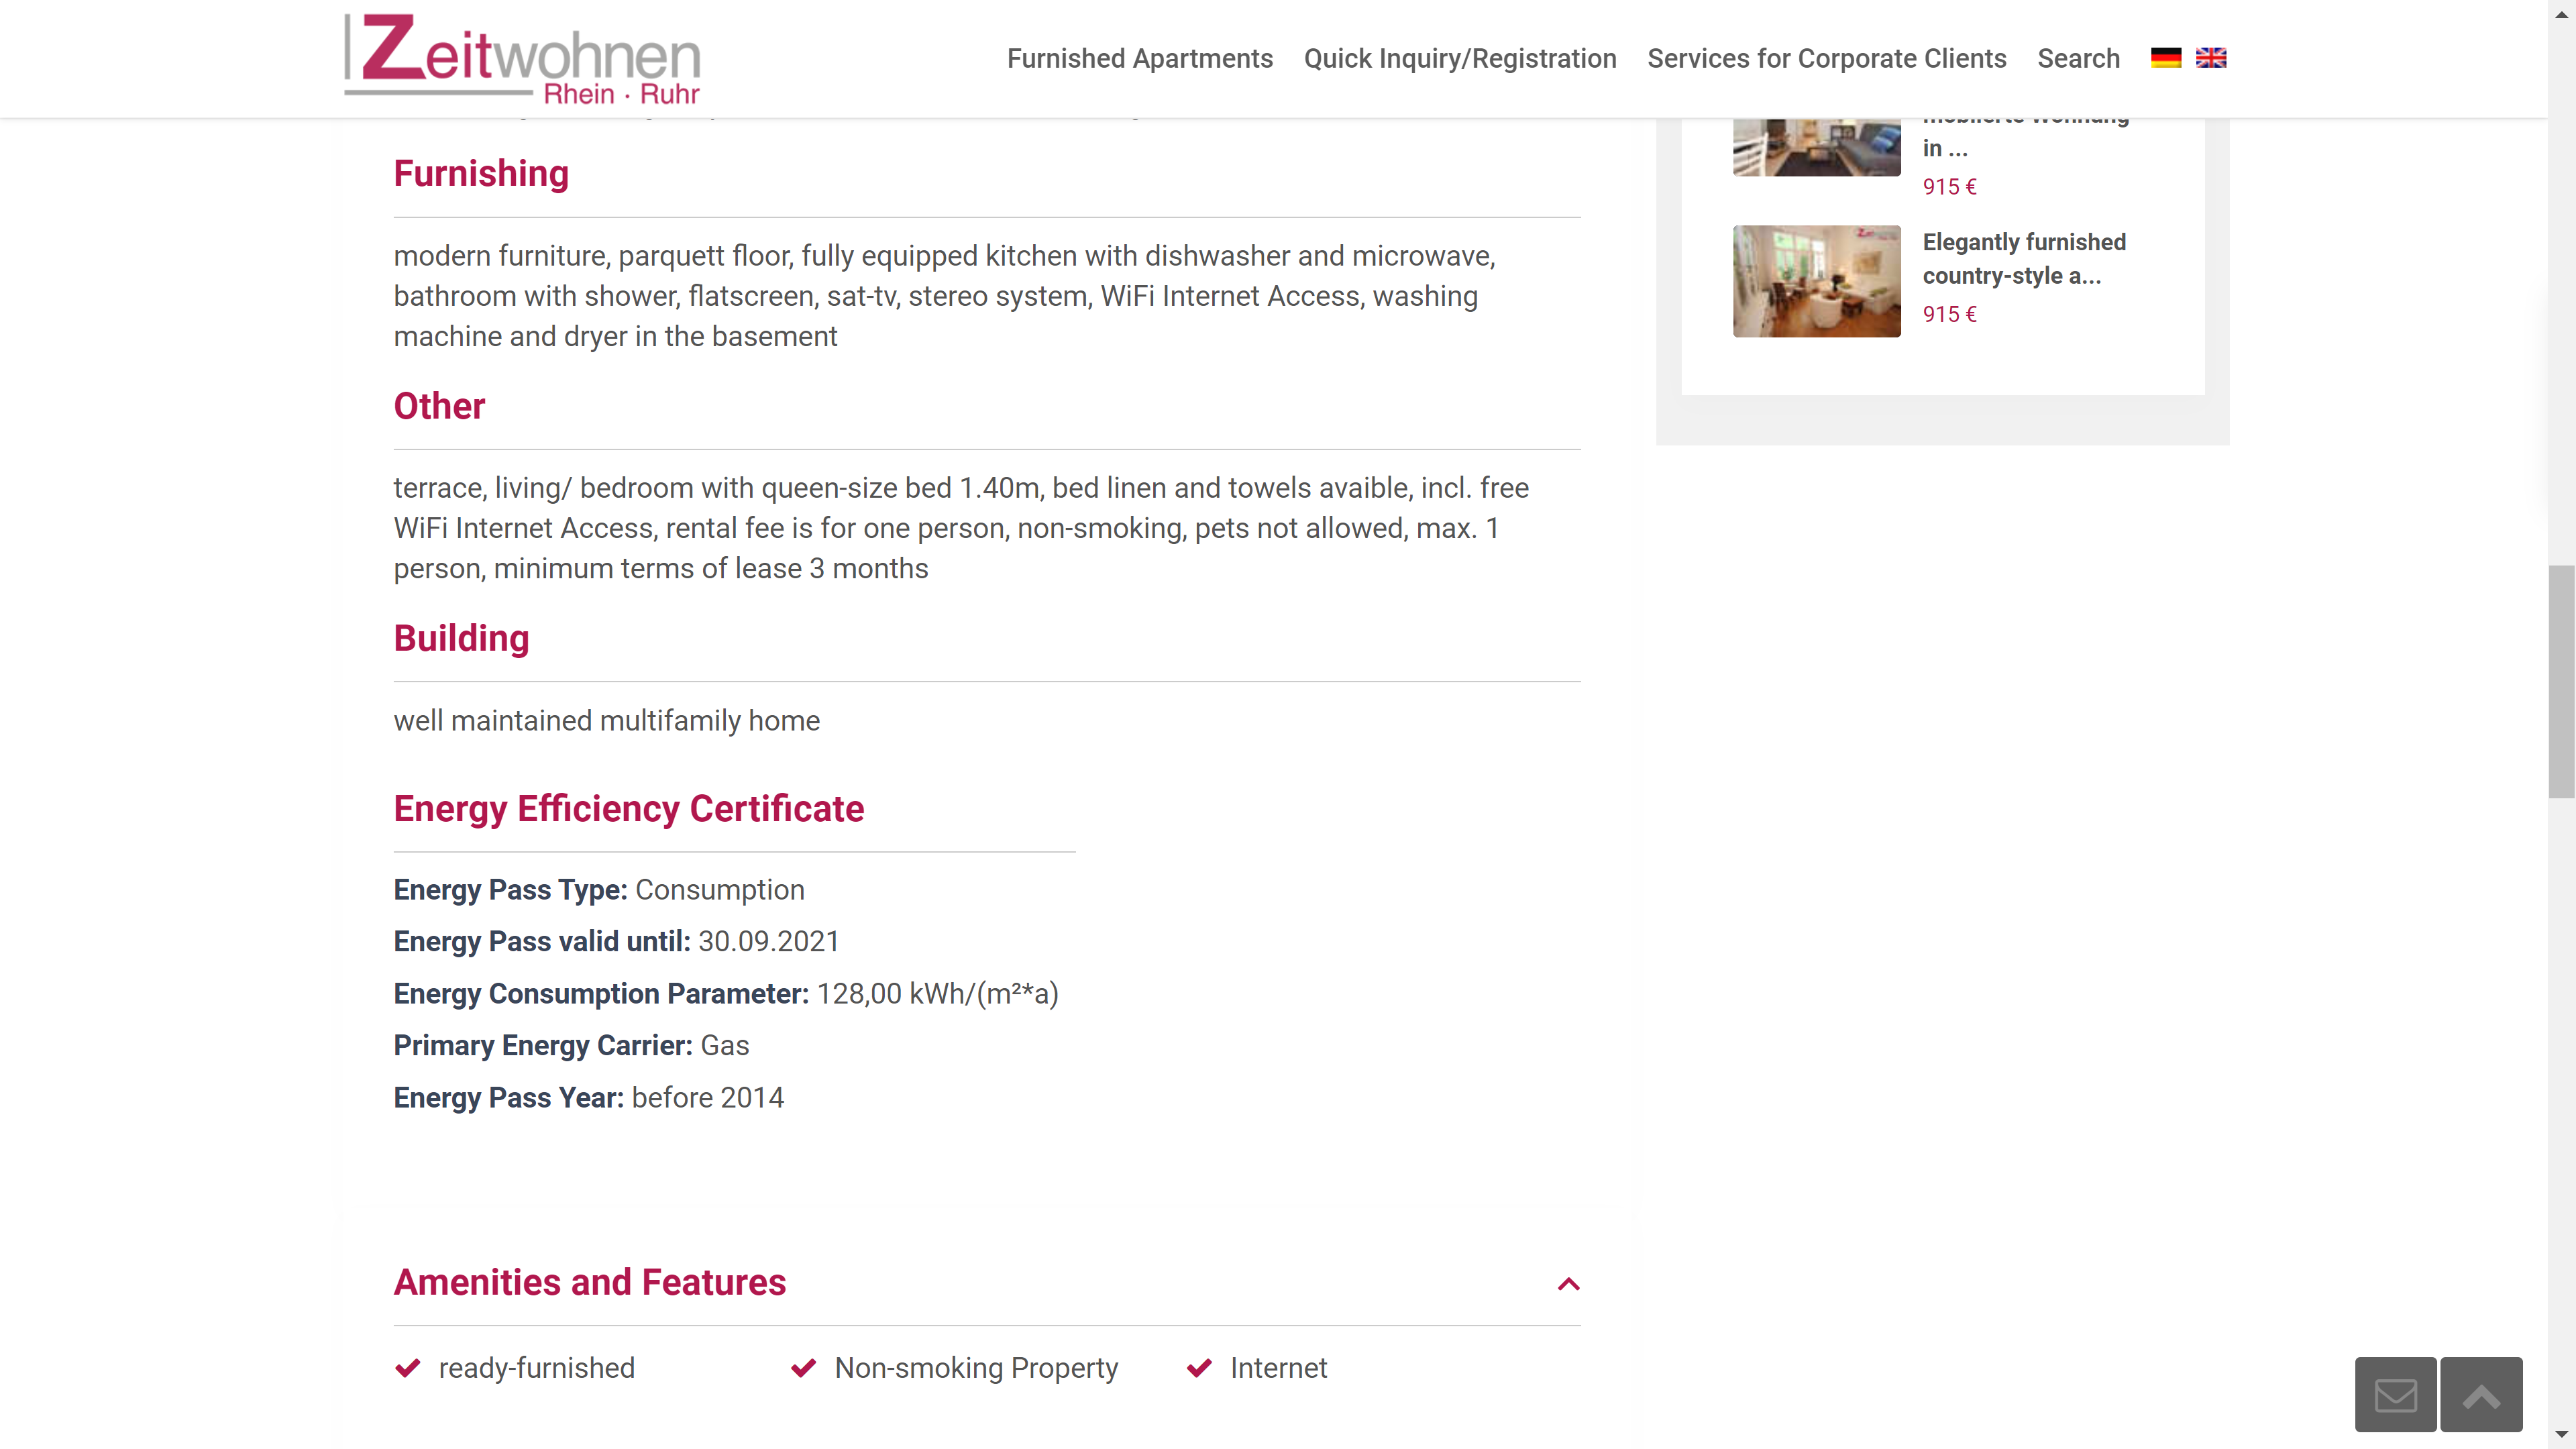 Zeitwohnen
Rhein · Ruhr
Furnished Apartments
Quick Inquiry/Registration
Services for Corporate Clients
Search
Furnishing
modern furniture, parquett floor, fully equipped kitchen with dishwasher and microwave,
bathroom with shower, flatscreen, sat-tv, stereo system, WiFi Internet Access, washing
machine and dryer in the basement
Other
terrace, living/ bedroom with queen-size bed 1.40m, bed linen and towels avaible, incl. free
WiFi Internet Access, rental fee is for one person, non-smoking, pets not allowed, max. 1
person, minimum terms of lease 3 months
Building
well maintained multifamily home
Energy Efficiency Certificate
Energy Pass Type: Consumption
Energy Pass valid until: 30.09.2021
Energy Consumption Parameter: 128,00 kWh/(m²*a)
Primary Energy Carrier: Gas
Energy Pass Year: before 2014
Amenities and Features
ready-furnished
Non-smoking Property
Internet
in ...
915 €
Elegantly furnished
country-style a...
915 €